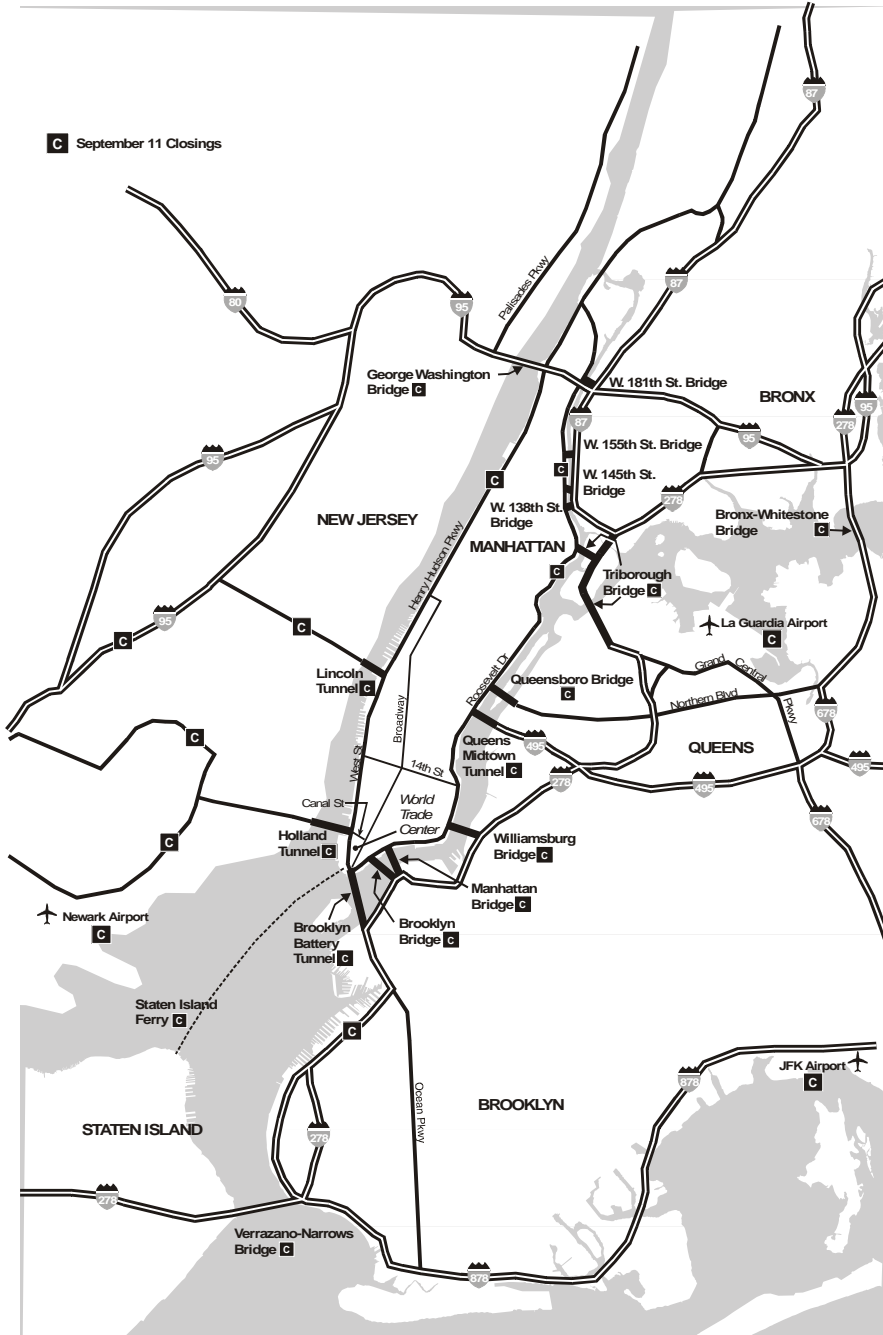 87
C September 11 Closings
80
95
Palisades Pkwy
87
George Washington
Bridge C
W. 181th St. Bridge
BRONX
95
87
278
95
95
W. 155th St. Bridge
C
W. 145th St.
Bridge
C
278
W. 138th St.
Bridge
NEW JERSEY
Bronx-Whitestone
Bridge C
MANHATTAN
C
Triborough
Bridge C
Henry Hudson Pkwy
La Guardia Airport
C
C
95
C
Lincoln
Tunnel C
Roosevelt Dr
Queensboro Bridge
C
Grand Central
Pkwy
Northern Blvd
678
Broadway
West St
C
Queens
Midtown
Tunnel C
495
QUEENS
495
14th St
278
495
Canal St
World
Trade
Center
678
Holland
Tunnel C
C
Williamsburg
Bridge C
Manhattan
Bridge C
Newark Airport
C
Brooklyn
Battery
Tunnel C
Brooklyn
Bridge C
Staten Island
Ferry C
C
JFK Airport
C
878
Ocean Pkwy
BROOKLYN
STATEN ISLAND
278
278
Verrazano-Narrows
Bridge C
878